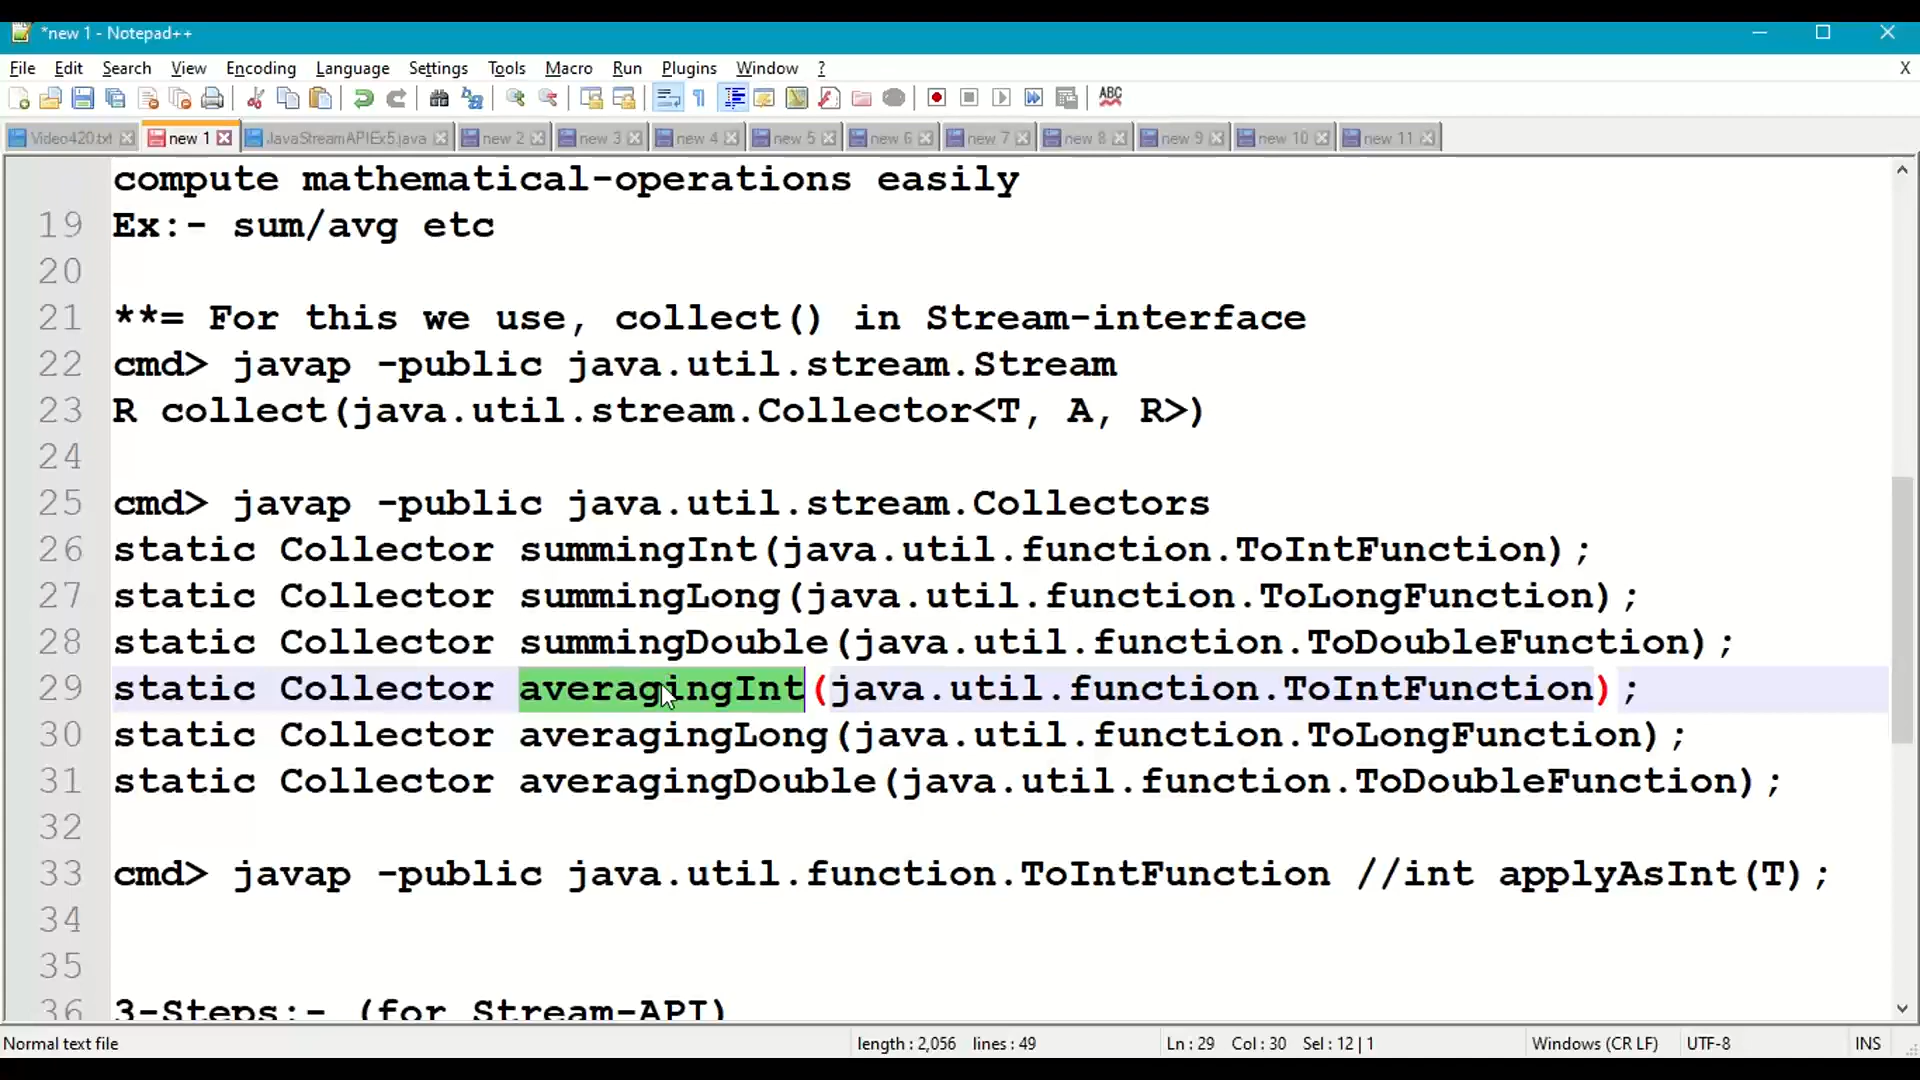 *new 1 - Notepad++
File Edit Search View Encoding Language Settings Tools Macro Run Plugins Window ? X
ABC
Video420.txt new 1 JavaStreamAPIEx5.java new 2 new 3 new 4 new 5 new 6 new 7 new 8 new 9 new 10 new 11
compute mathematical-operations easily
19 Ex:- sum/avg etc
20
21 **= For this we use, collect() in Stream-interface
22 cmd> javap -public java.util.stream.Stream
23 R collect(java.util.stream.Collector<T, A, R>)
24
25 cmd> javap -public java.util.stream.Collectors
26 static Collector summingInt(java.util.function.ToIntFunction);
27 static Collector summingLong(java.util.function.ToLongFunction);
28 static Collector summingDouble(java.util.function.ToDoubleFunction);
29 static Collector averagingInt(java.util.function.ToIntFunction);
30 static Collector averagingLong(java.util.function.ToLongFunction);
31 static Collector averagingDouble(java.util.function.ToDoubleFunction);
32
33 cmd> javap -public java.util.function.ToIntFunction //int applyAsInt(T);
34
35
36 3-Steps:- (for Stream-API)
Normal text file length : 2,056 lines : 49 Ln : 29 Col : 30 Sel : 12 | 1 Windows (CR LF) UTF-8 INS